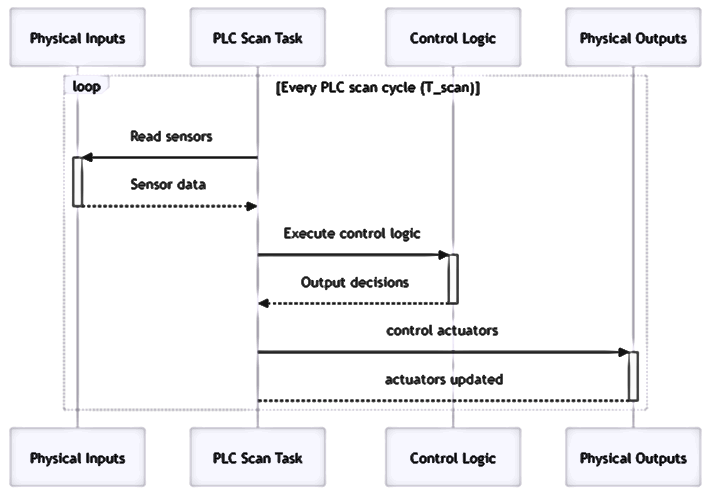 Physical Inputs PLC Scan Task Control Logic Physical Outputs
loop [Every PLC scan cycle (T_scan)]
Read sensors
Sensor data
Execute control logic
Output decisions
control actuators
actuators updated
Physical Inputs PLC Scan Task Control Logic Physical Outputs